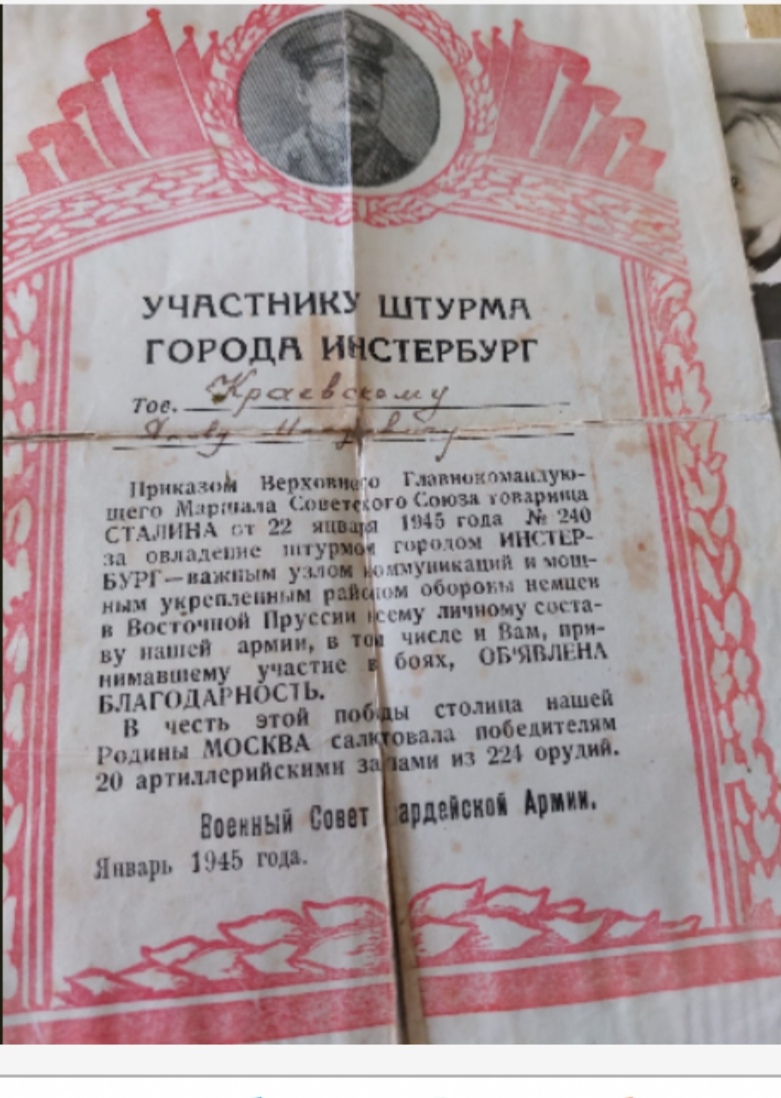 УЧАСТНИКУ ШТУРМА
ГОРОДА ИНСТЕРБУРГ
Тов. Краевскому
Приказом Верховного Главнокомандую-
щего Маршала Советского Союза товарища
СТАЛИНА от 22 января 1945 года № 240
за овладение штурмом городом ИНСТЕР-
БУРГ — важным узлом коммуникаций и мощ-
ным укрепленным районом обороны немцев
в Восточной Пруссии всему личному соста-
ву нашей армии, в том числе и Вам, при-
нимавшему участие в боях, ОБ'ЯВЛЕНА
БЛАГОДАРНОСТЬ.
В честь этой победы столица нашей
Родины МОСКВА салютовала победителям
20 артиллерийскими залпами из 224 орудий.
Военный Совет Гвардейской Армии.
Январь 1945 года.